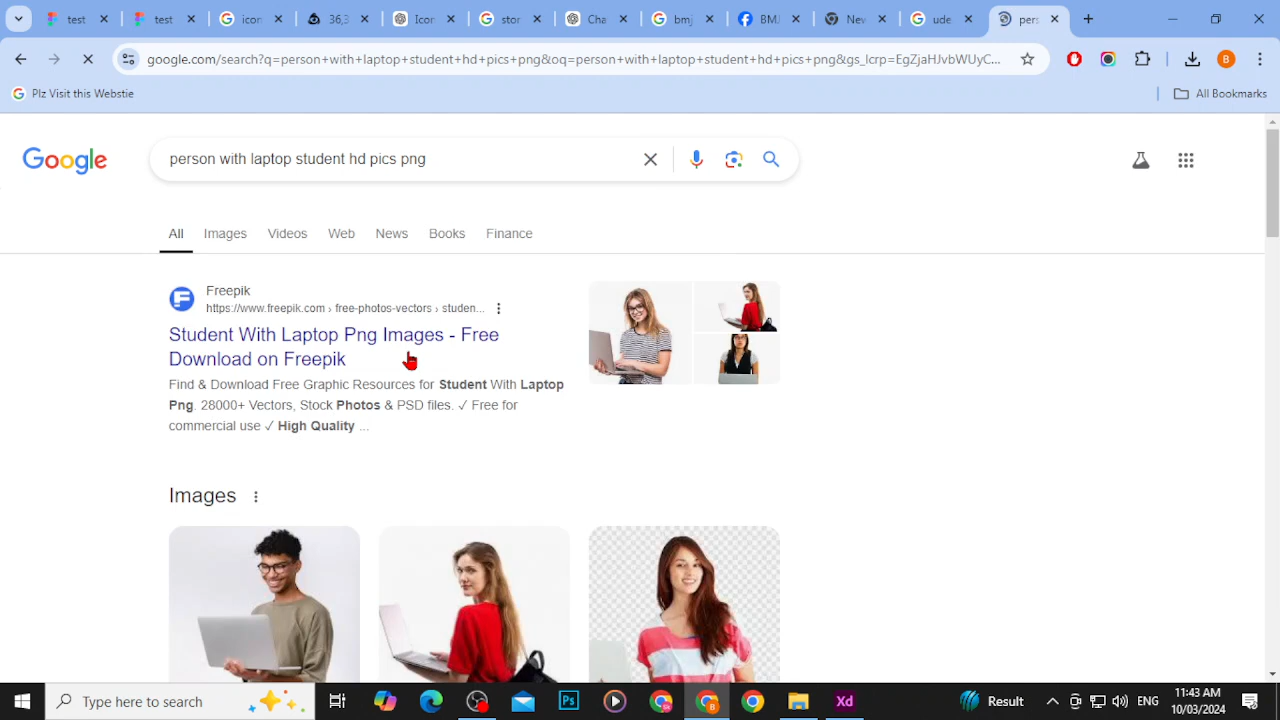 test
test
icon
36,3
Icon
stor
Cha
bmj
BM
Nev
ude
pers
google.com/search?q=person+with+laptop+student+hd+pics+png&oq=person+with+laptop+student+hd+pics+png&gs_lcrp=EgZjaHJvbWUyC...
Plz Visit this Webstie
All Bookmarks
Google
person with laptop student hd pics png
All Images Videos Web News Books Finance
Freepik
https://www.freepik.com › free-photos-vectors › studen...
Student With Laptop Png Images - Free
Download on Freepik
Find & Download Free Graphic Resources for Student With Laptop
Png. 28000+ Vectors, Stock Photos & PSD files. ✓ Free for
commercial use ✓ High Quality ...
Images
Type here to search
Xd
Result
ENG
11:43 AM
10/03/2024